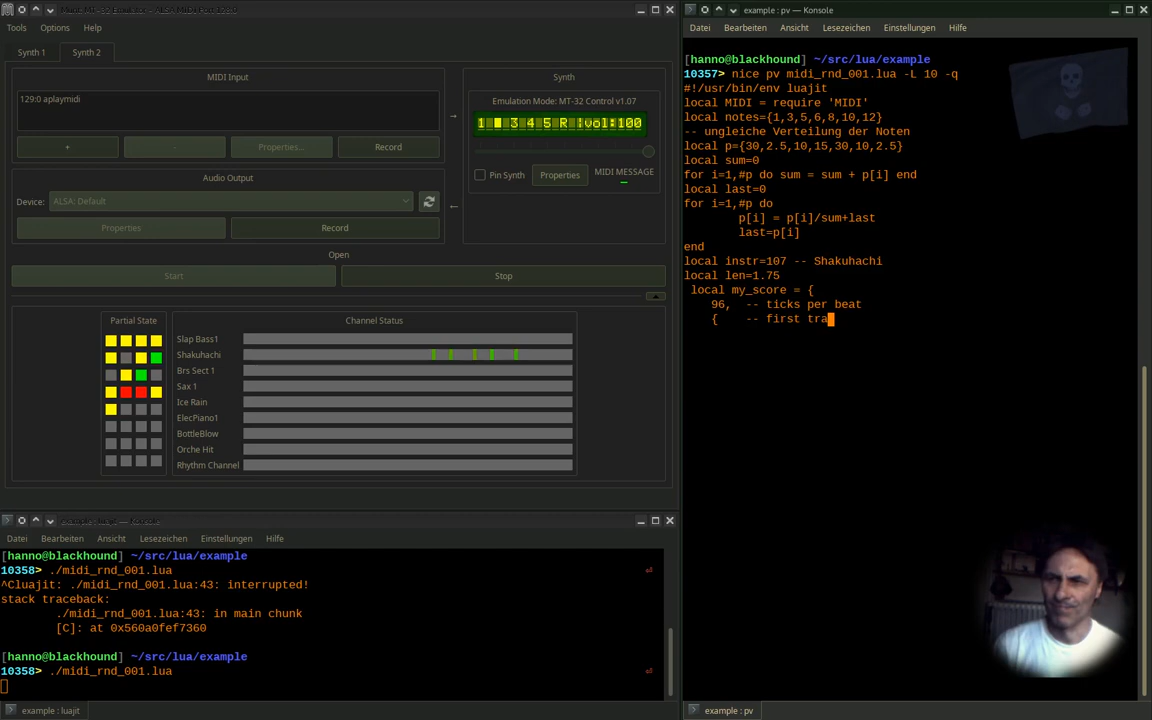 Tools Options Help
Synth 1 Synth 2
MIDI Input
129:0 aplaymidi
+ - Properties... Record
Audio Output
Device: ALSA: Default
Properties Record
Synth
Emulation Mode: MT-32 Control v1.07
1 █ 3 4 5 R |vol:100
Pin Synth Properties MIDI MESSAGE
Open
Start Stop
Partial State Channel Status
Slap Bass1
Shakuhachi
Brs Sect 1
Sax 1
Ice Rain
ElecPiano1
BottleBlow
Orche Hit
Rhythm Channel
example : luajit — Konsole
Datei Bearbeiten Ansicht Lesezeichen Einstellungen Hilfe
[hanno@blackhound] ~/src/lua/example
10358> ./midi_rnd_001.lua
^Cluajit: ./midi_rnd_001.lua:43: interrupted!
stack traceback:
./midi_rnd_001.lua:43: in main chunk
[C]: at 0x560a0fef7360
[hanno@blackhound] ~/src/lua/example
10358> ./midi_rnd_001.lua
example : luajit
example : pv — Konsole
Datei Bearbeiten Ansicht Lesezeichen Einstellungen Hilfe
[hanno@blackhound] ~/src/lua/example
10357> nice pv midi_rnd_001.lua -L 10 -q
#!/usr/bin/env luajit
local MIDI = require 'MIDI'
local notes={1,3,5,6,8,10,12}
-- ungleiche Verteilung der Noten
local p={30,2.5,10,15,30,10,2.5}
local sum=0
for i=1,#p do sum = sum + p[i] end
local last=0
for i=1,#p do
p[i] = p[i]/sum+last
last=p[i]
end
local instr=107 -- Shakuhachi
local len=1.75
local my_score = {
96, -- ticks per beat
{ -- first tra
example : pv